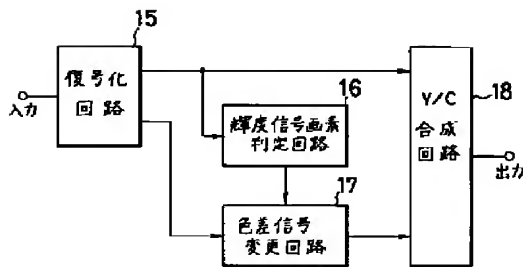 15
復号化
回路
入力
16
輝度信号画素
判定回路
17
色差信号
変更回路
Y/C
合成
回路
18
出力